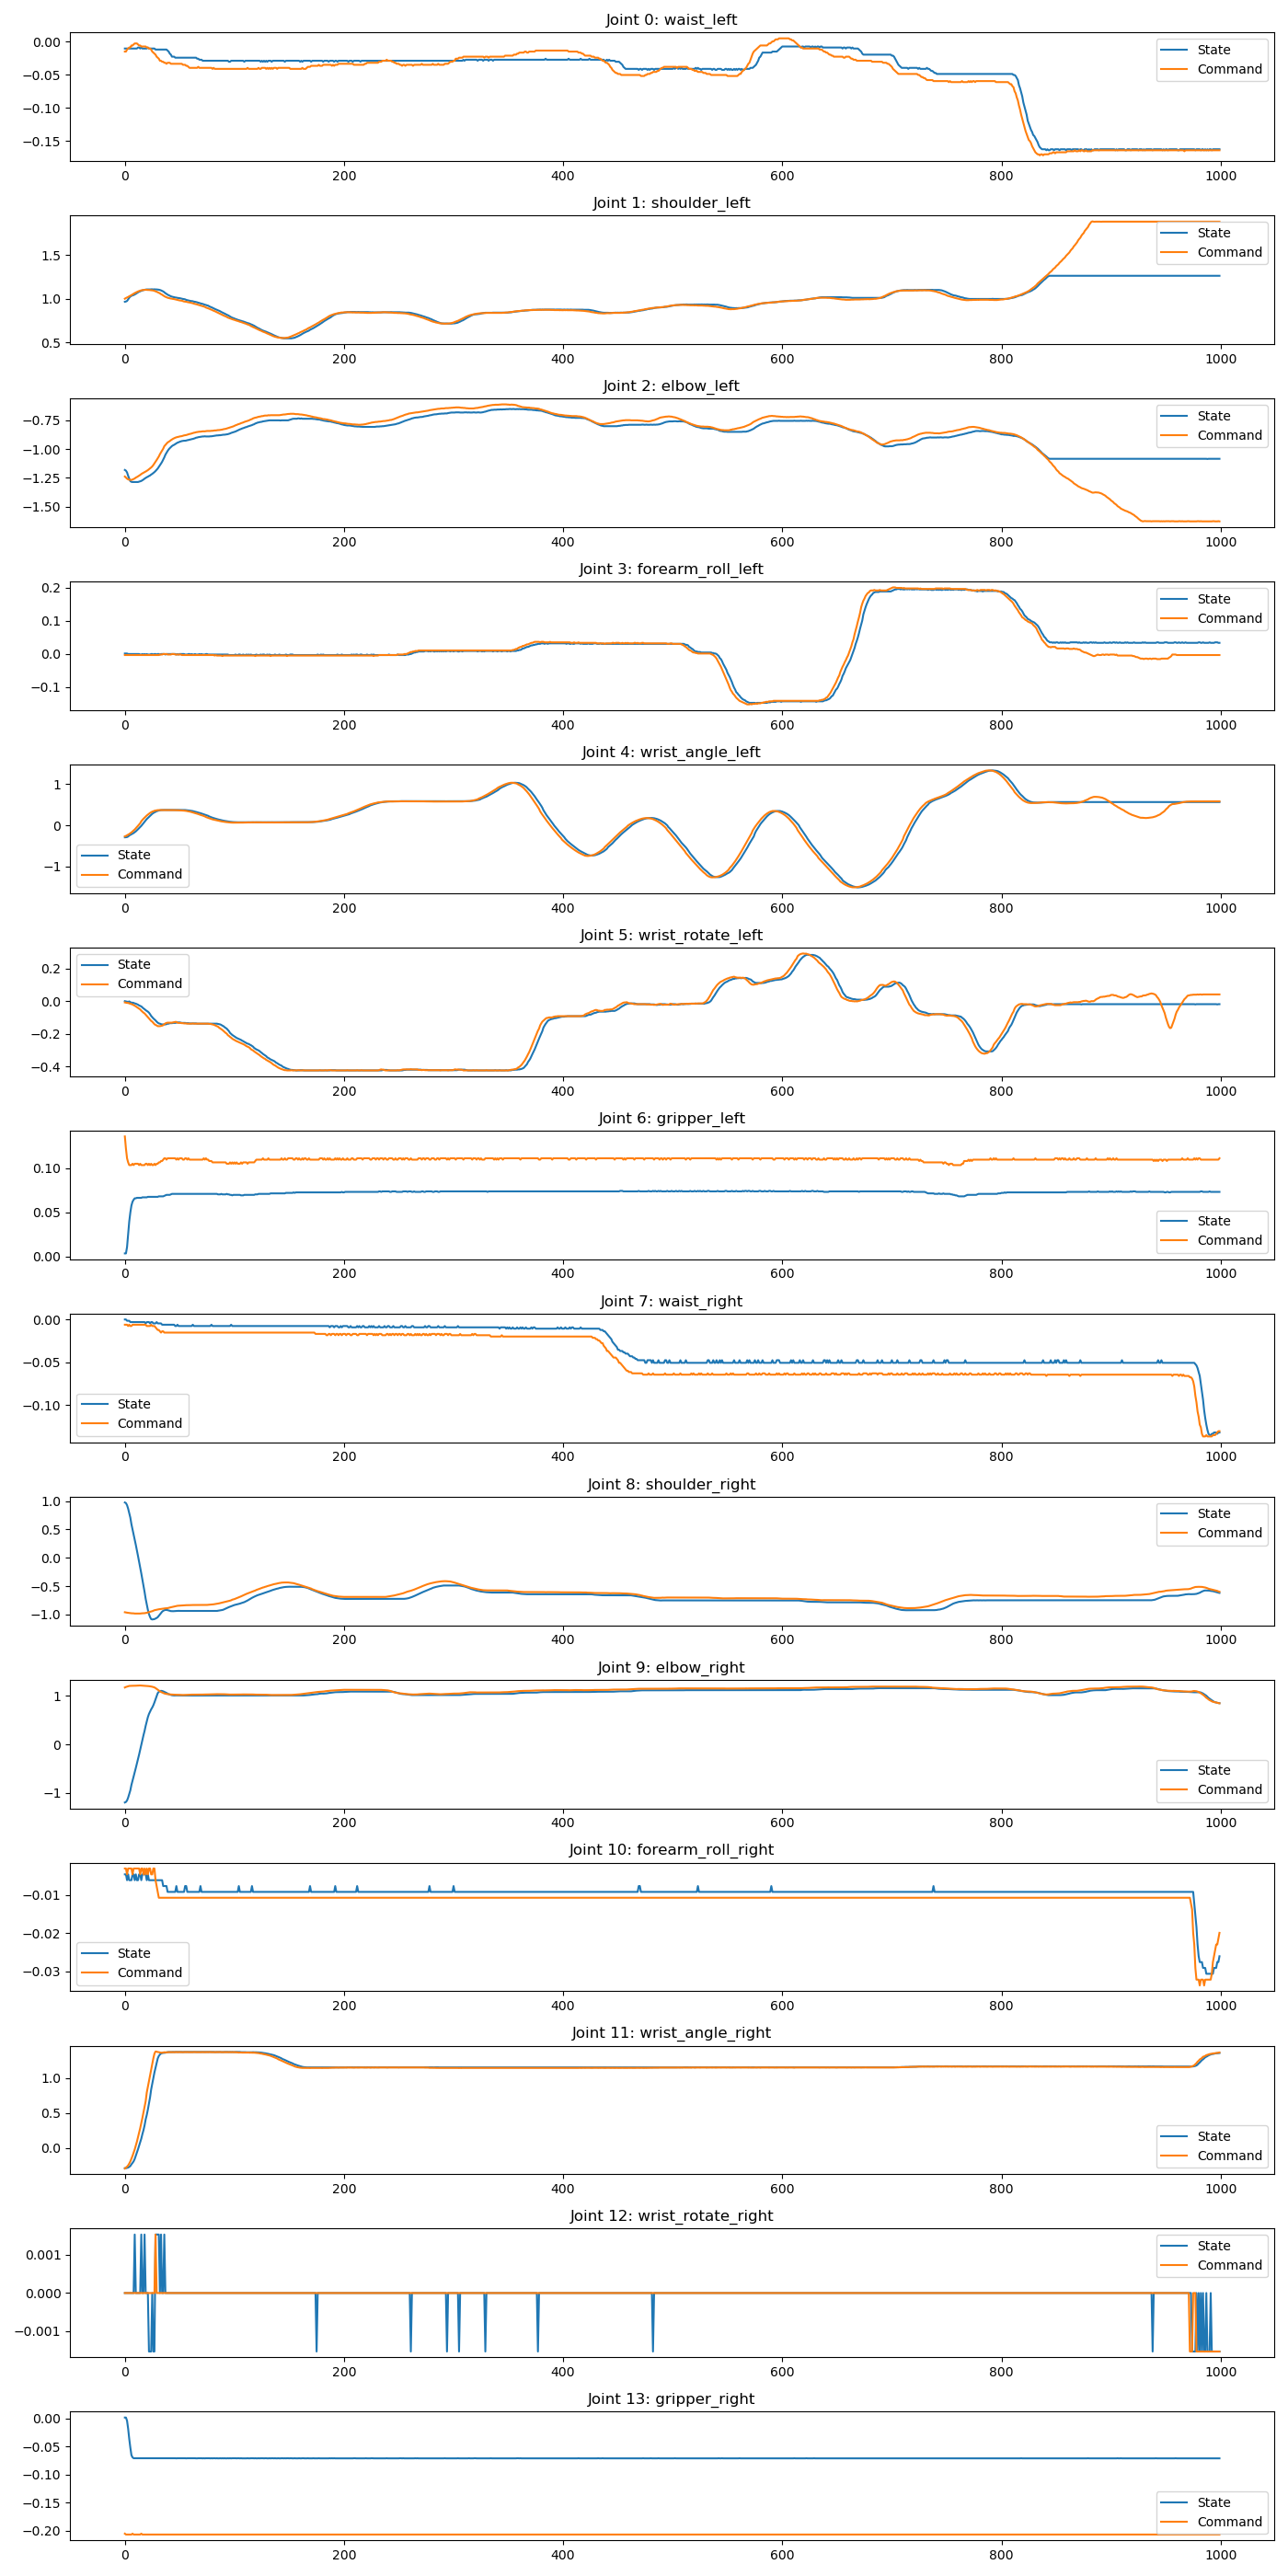 Joint 0: waist_left
0.00
−0.05
−0.10
−0.15
State
Command
0 200 400 600 800 1000
Joint 1: shoulder_left
1.5
1.0
0.5
State
Command
0 200 400 600 800 1000
Joint 2: elbow_left
−0.75
−1.00
−1.25
−1.50
State
Command
0 200 400 600 800 1000
Joint 3: forearm_roll_left
0.2
0.1
0.0
−0.1
State
Command
0 200 400 600 800 1000
Joint 4: wrist_angle_left
1
0
−1
State
Command
0 200 400 600 800 1000
Joint 5: wrist_rotate_left
0.2
0.0
−0.2
−0.4
State
Command
0 200 400 600 800 1000
Joint 6: gripper_left
0.10
0.05
0.00
State
Command
0 200 400 600 800 1000
Joint 7: waist_right
0.00
−0.05
−0.10
State
Command
0 200 400 600 800 1000
Joint 8: shoulder_right
1.0
0.5
0.0
−0.5
−1.0
State
Command
0 200 400 600 800 1000
Joint 9: elbow_right
1
0
−1
State
Command
0 200 400 600 800 1000
Joint 10: forearm_roll_right
−0.01
−0.02
−0.03
State
Command
0 200 400 600 800 1000
Joint 11: wrist_angle_right
1.0
0.5
0.0
State
Command
0 200 400 600 800 1000
Joint 12: wrist_rotate_right
0.001
0.000
−0.001
State
Command
0 200 400 600 800 1000
Joint 13: gripper_right
0.00
−0.05
−0.10
−0.15
−0.20
State
Command
0 200 400 600 800 1000